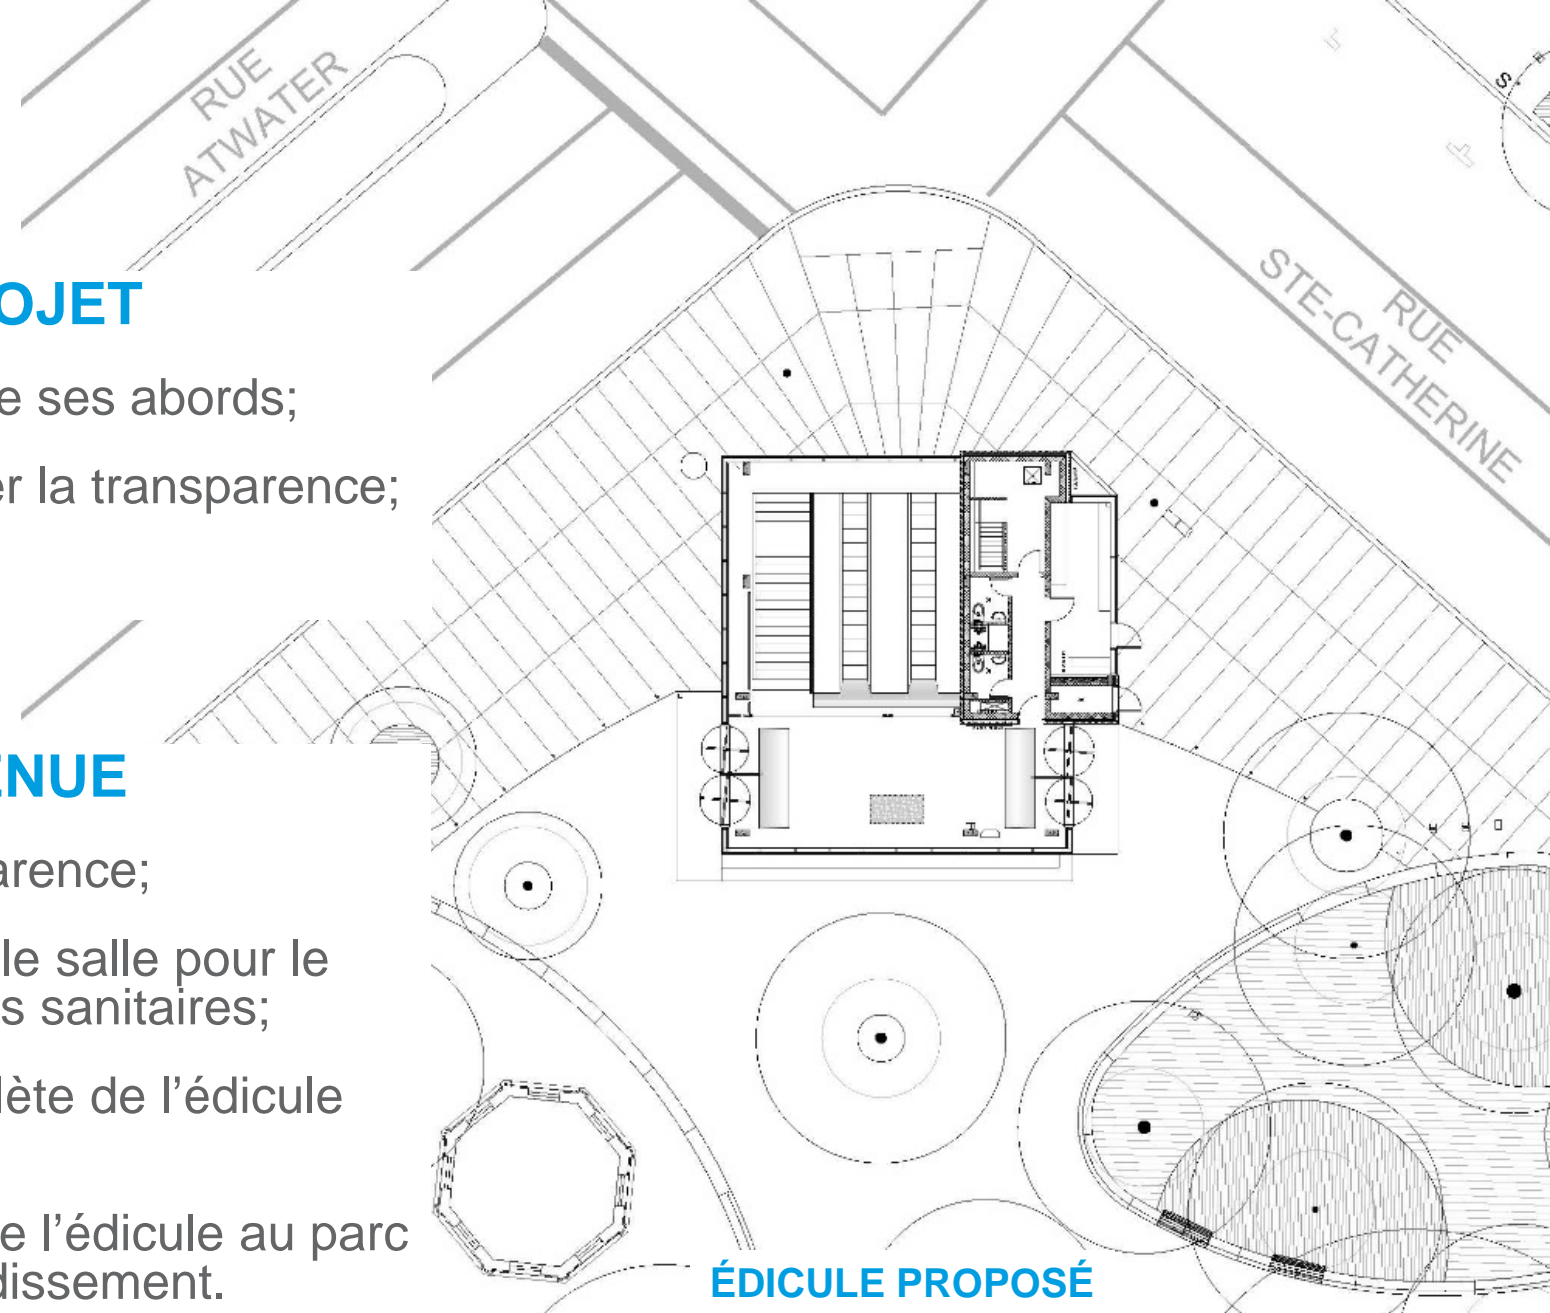 RUE
ATWATER
RUE
STE-CATHERINE
OJET
e ses abords;
er la transparence;
ENUE
arence;
le salle pour le
s sanitaires;
lète de l’édicule
e l’édicule au parc
dissement.
ÉDICULE PROPOSÉ